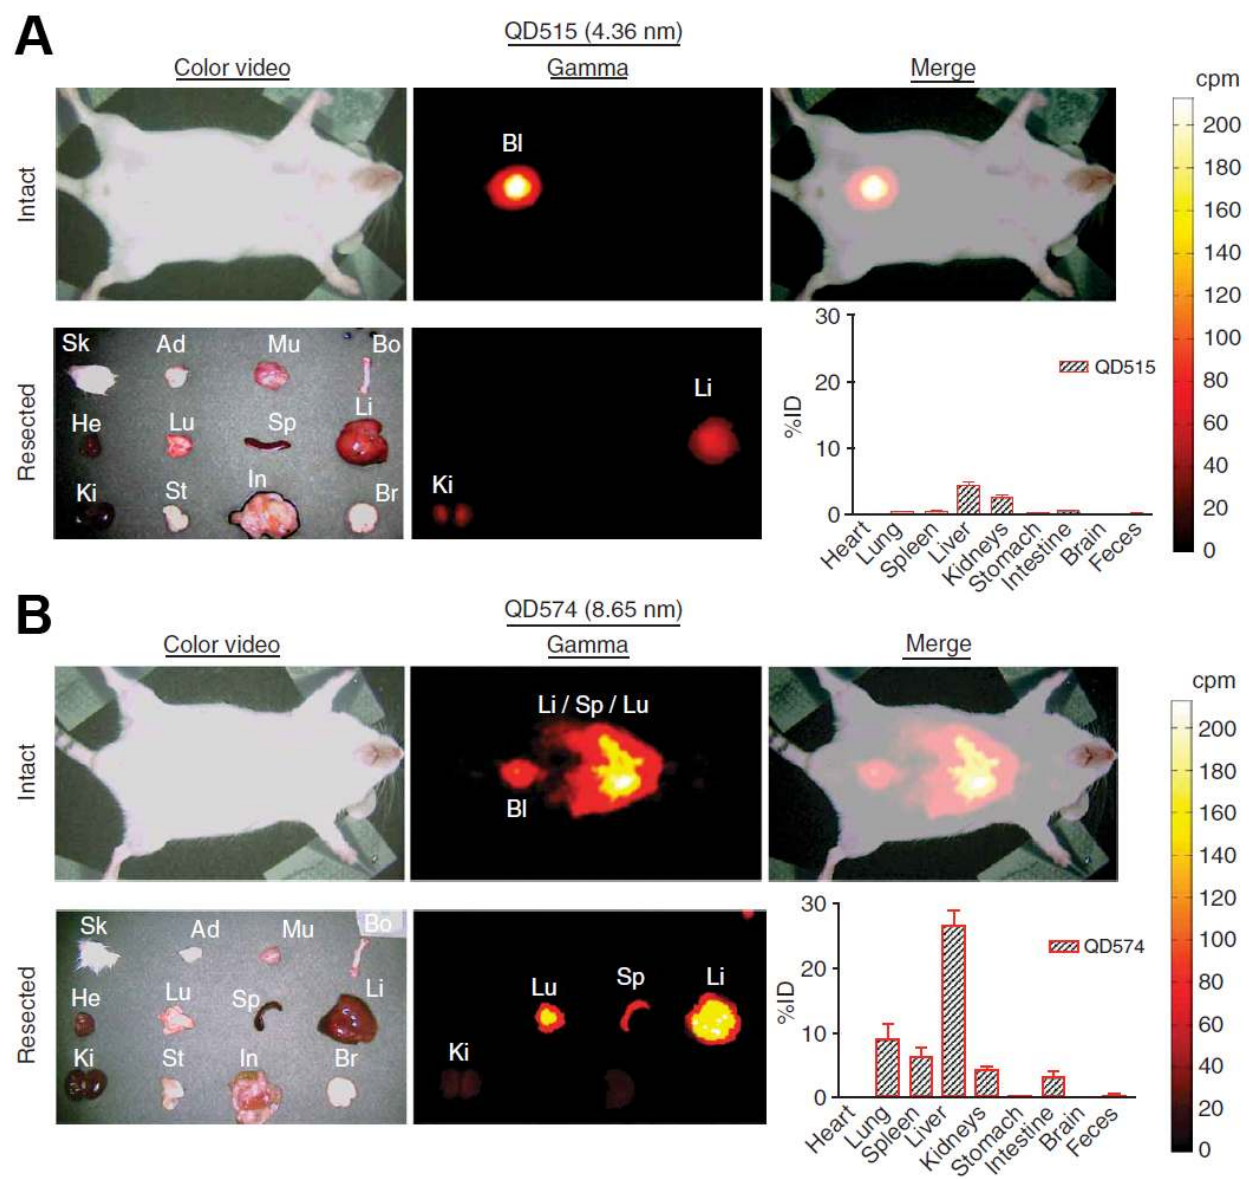 A
QD515 (4.36 nm)
Color video
Gamma
Merge
cpm
Intact
Bl
200
180
160
140
120
100
80
60
40
20
0
Resected
Sk
Ad
Mu
Bo
He
Lu
Sp
Li
Ki
St
In
Br
Li
Ki
30
20
10
0
%ID
QD515
Heart
Lung
Spleen
Liver
Kidneys
Stomach
Intestine
Brain
Feces
B
QD574 (8.65 nm)
Color video
Gamma
Merge
cpm
Intact
Li / Sp / Lu
Bl
200
180
160
140
120
100
80
60
40
20
0
Resected
Sk
Ad
Mu
Bo
He
Lu
Sp
Li
Ki
St
In
Br
Lu
Sp
Li
Ki
30
20
10
0
%ID
QD574
Heart
Lung
Spleen
Liver
Kidneys
Stomach
Intestine
Brain
Feces